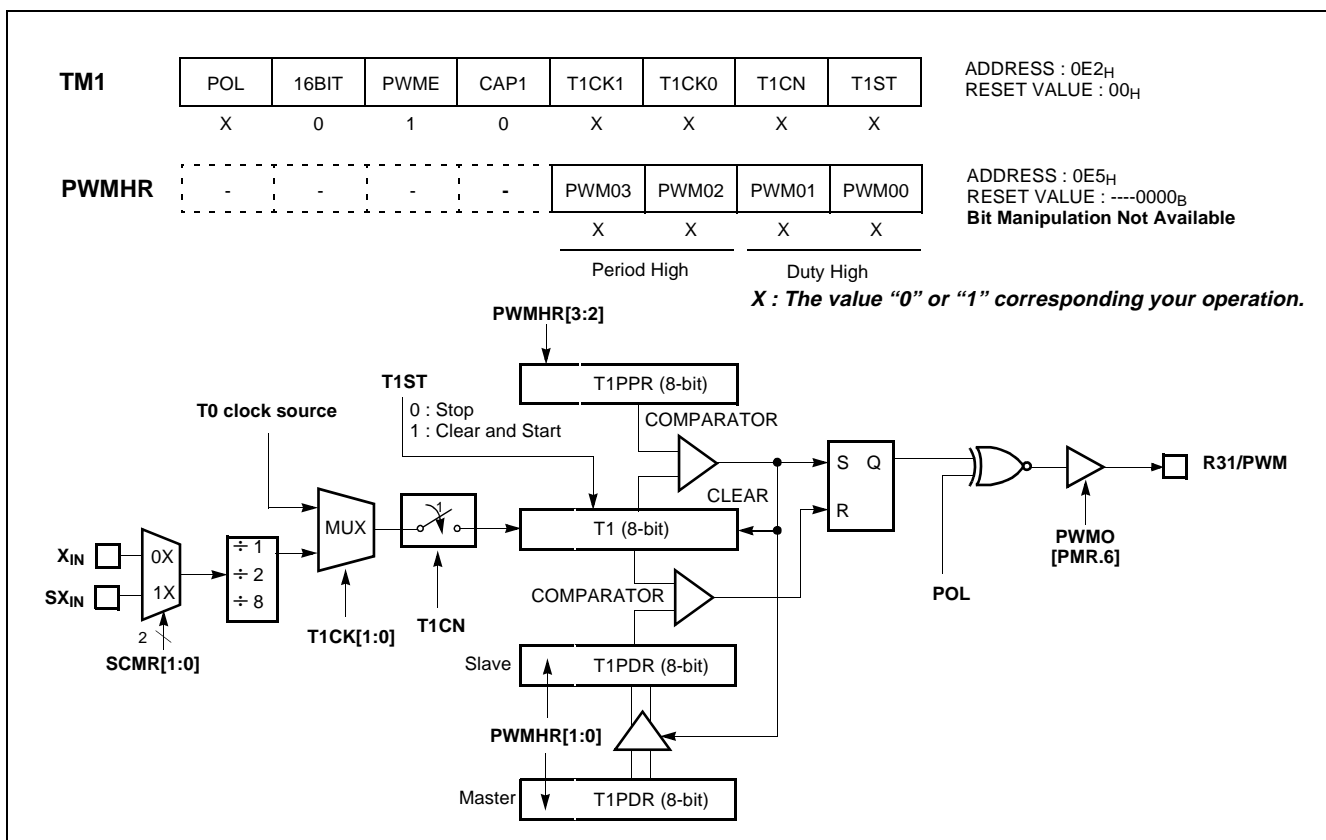 TM1 POL 16BIT PWME CAP1 T1CK1 T1CK0 T1CN T1ST
X 0 1 0 X X X X
ADDRESS : 0E2H
RESET VALUE : 00H
PWMHR - - - - PWM03 PWM02 PWM01 PWM00
X X X X
ADDRESS : 0E5H
RESET VALUE : ----0000B
Bit Manipulation Not Available
Period High Duty High
X : The value “0” or “1” corresponding your operation.
PWMHR[3:2]
T1PPR (8-bit)
T1ST
0 : Stop
1 : Clear and Start
T0 clock source
COMPARATOR
S Q
R
R31/PWM
CLEAR
MUX
1
T1 (8-bit)
XIN
SXIN
0X
1X
÷ 1
÷ 2
÷ 8
PWMO
[PMR.6]
POL
COMPARATOR
T1CK[1:0]
T1CN
2
SCMR[1:0]
Slave T1PDR (8-bit)
PWMHR[1:0]
Master T1PDR (8-bit)